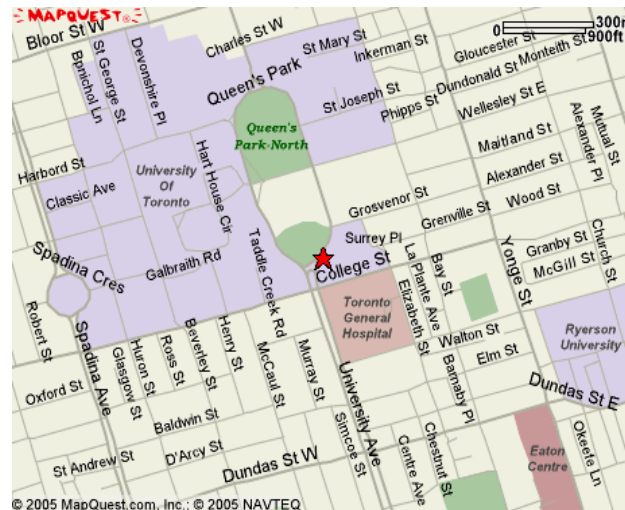 MAPQUEST
300m
900ft
Bloor St W
Charles St W
St Mary St
Inkerman St
Gloucester St
Monteith St
Dundonald St
Bpnichol Ln
St George St
Devonshire Pl
Queen's Park
St Joseph St
Phipps St
Wellesley St E
Queen's
Park-North
Maitland St
Alexander St
Wood St
Alexander Pl
Mutual St
Harbord St
Classic Ave
University
Of
Toronto
Hart House Cir
Grosvenor St
Grenville St
Surrey Pl
Granby St
McGill St
Church St
Yonge St
Spadina Cres
Galbraith Rd
Taddle Creek Rd
College St
La Plante Ave
Bay St
Elizabeth St
Toronto
General
Hospital
Walton St
Elm St
Ryerson
University
Robert St
Spadina Ave
Glasgow St
Huron St
Ross St
Beverley St
Henry St
McCaul St
Murray St
University Ave
Simcoe St
Barnaby Pl
Dundas St E
Oxford St
Baldwin St
D'Arcy St
St Andrew St
Dundas St W
Centre Ave
Chestnut St
Eaton
Centre
Okeefe Ln
© 2005 MapQuest.com, Inc.; © 2005 NAVTEQ